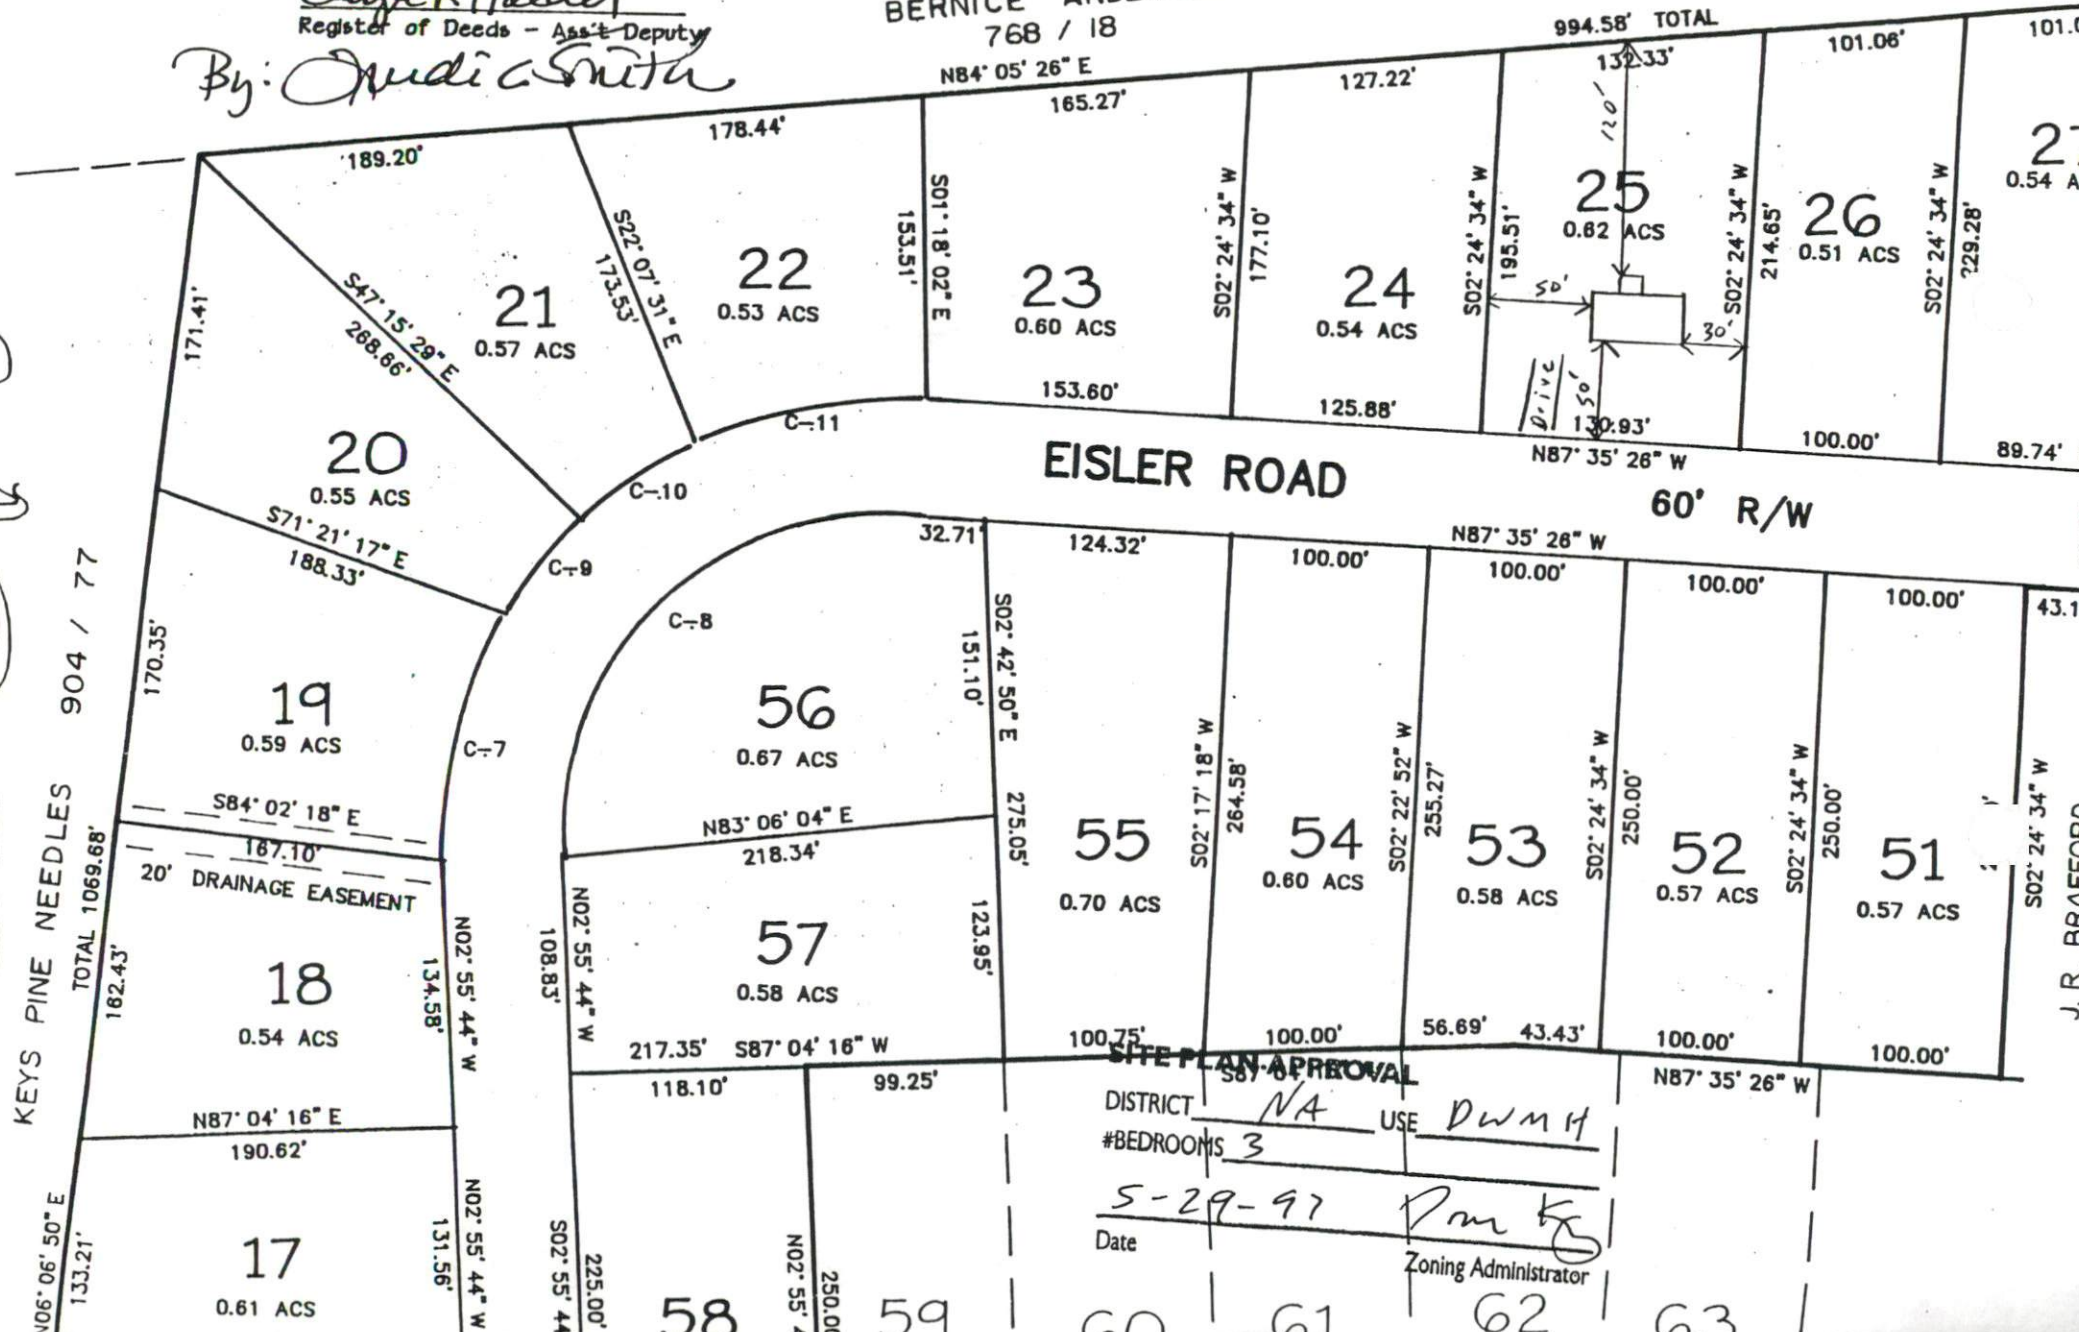 Register of Deeds - Ass't Deputy
By:
BERNICE
768 / 18
N84° 05' 26" E
994.58' TOTAL
189.20'
178.44'
165.27'
127.22'
132.33'
101.06'
171.41'
S47° 15' 29" E
268.66'
21
0.57 ACS
S22° 07' 31" E
173.53'
22
0.53 ACS
S01° 18' 02" E
153.51'
23
0.60 ACS
S02° 24' 34" W
177.10'
24
0.54 ACS
S02° 24' 34" W
195.51'
120'
25
0.62 ACS
50'
30'
50'
Drive
S02° 24' 34" W
214.65'
26
0.51 ACS
S02° 24' 34" W
229.28'
0.54
153.60'
125.88'
130.93'
N87° 35' 26" W
100.00'
89.74'
20
0.55 ACS
S71° 21' 17" E
188.33'
C-11
C-10
C-9
C-8
C-7
EISLER ROAD
60' R/W
32.71'
124.32'
100.00'
N87° 35' 26" W
100.00'
100.00'
100.00'
KEYS PINE NEEDLES 904 / 77
TOTAL 1069.68'
170.35'
19
0.59 ACS
S84° 02' 18" E
167.10'
20' DRAINAGE EASEMENT
56
0.67 ACS
S02° 42' 50" E
151.10'
275.05'
N83° 06' 04" E
218.34'
55
0.70 ACS
S02° 17' 18" W
264.58'
54
0.60 ACS
S02° 22' 52" W
255.27'
53
0.58 ACS
S02° 24' 34" W
250.00'
52
0.57 ACS
S02° 24' 34" W
250.00'
51
0.57 ACS
S02° 24' 34" W
J. R. BRAFFORD
162.43'
18
0.54 ACS
134.58'
N02° 55' 44" W
108.83'
N02° 55' 44" W
57
0.58 ACS
123.95'
217.35' S87° 04' 16" W
118.10'
99.25'
100.75'
100.00'
56.69'
43.43'
100.00'
100.00'
N87° 35' 26" W
SITE PLAN APPROVAL
DISTRICT NA USE DWMH
#BEDROOMS 3
5-29-97
Date
Zoning Administrator
N87° 04' 16" E
190.62'
N06° 06' 50" E
133.21'
17
0.61 ACS
131.56'
N02° 55' 44" W
S02° 55' 44"
225.00'
58
N02° 55'
59
60
61
62
63